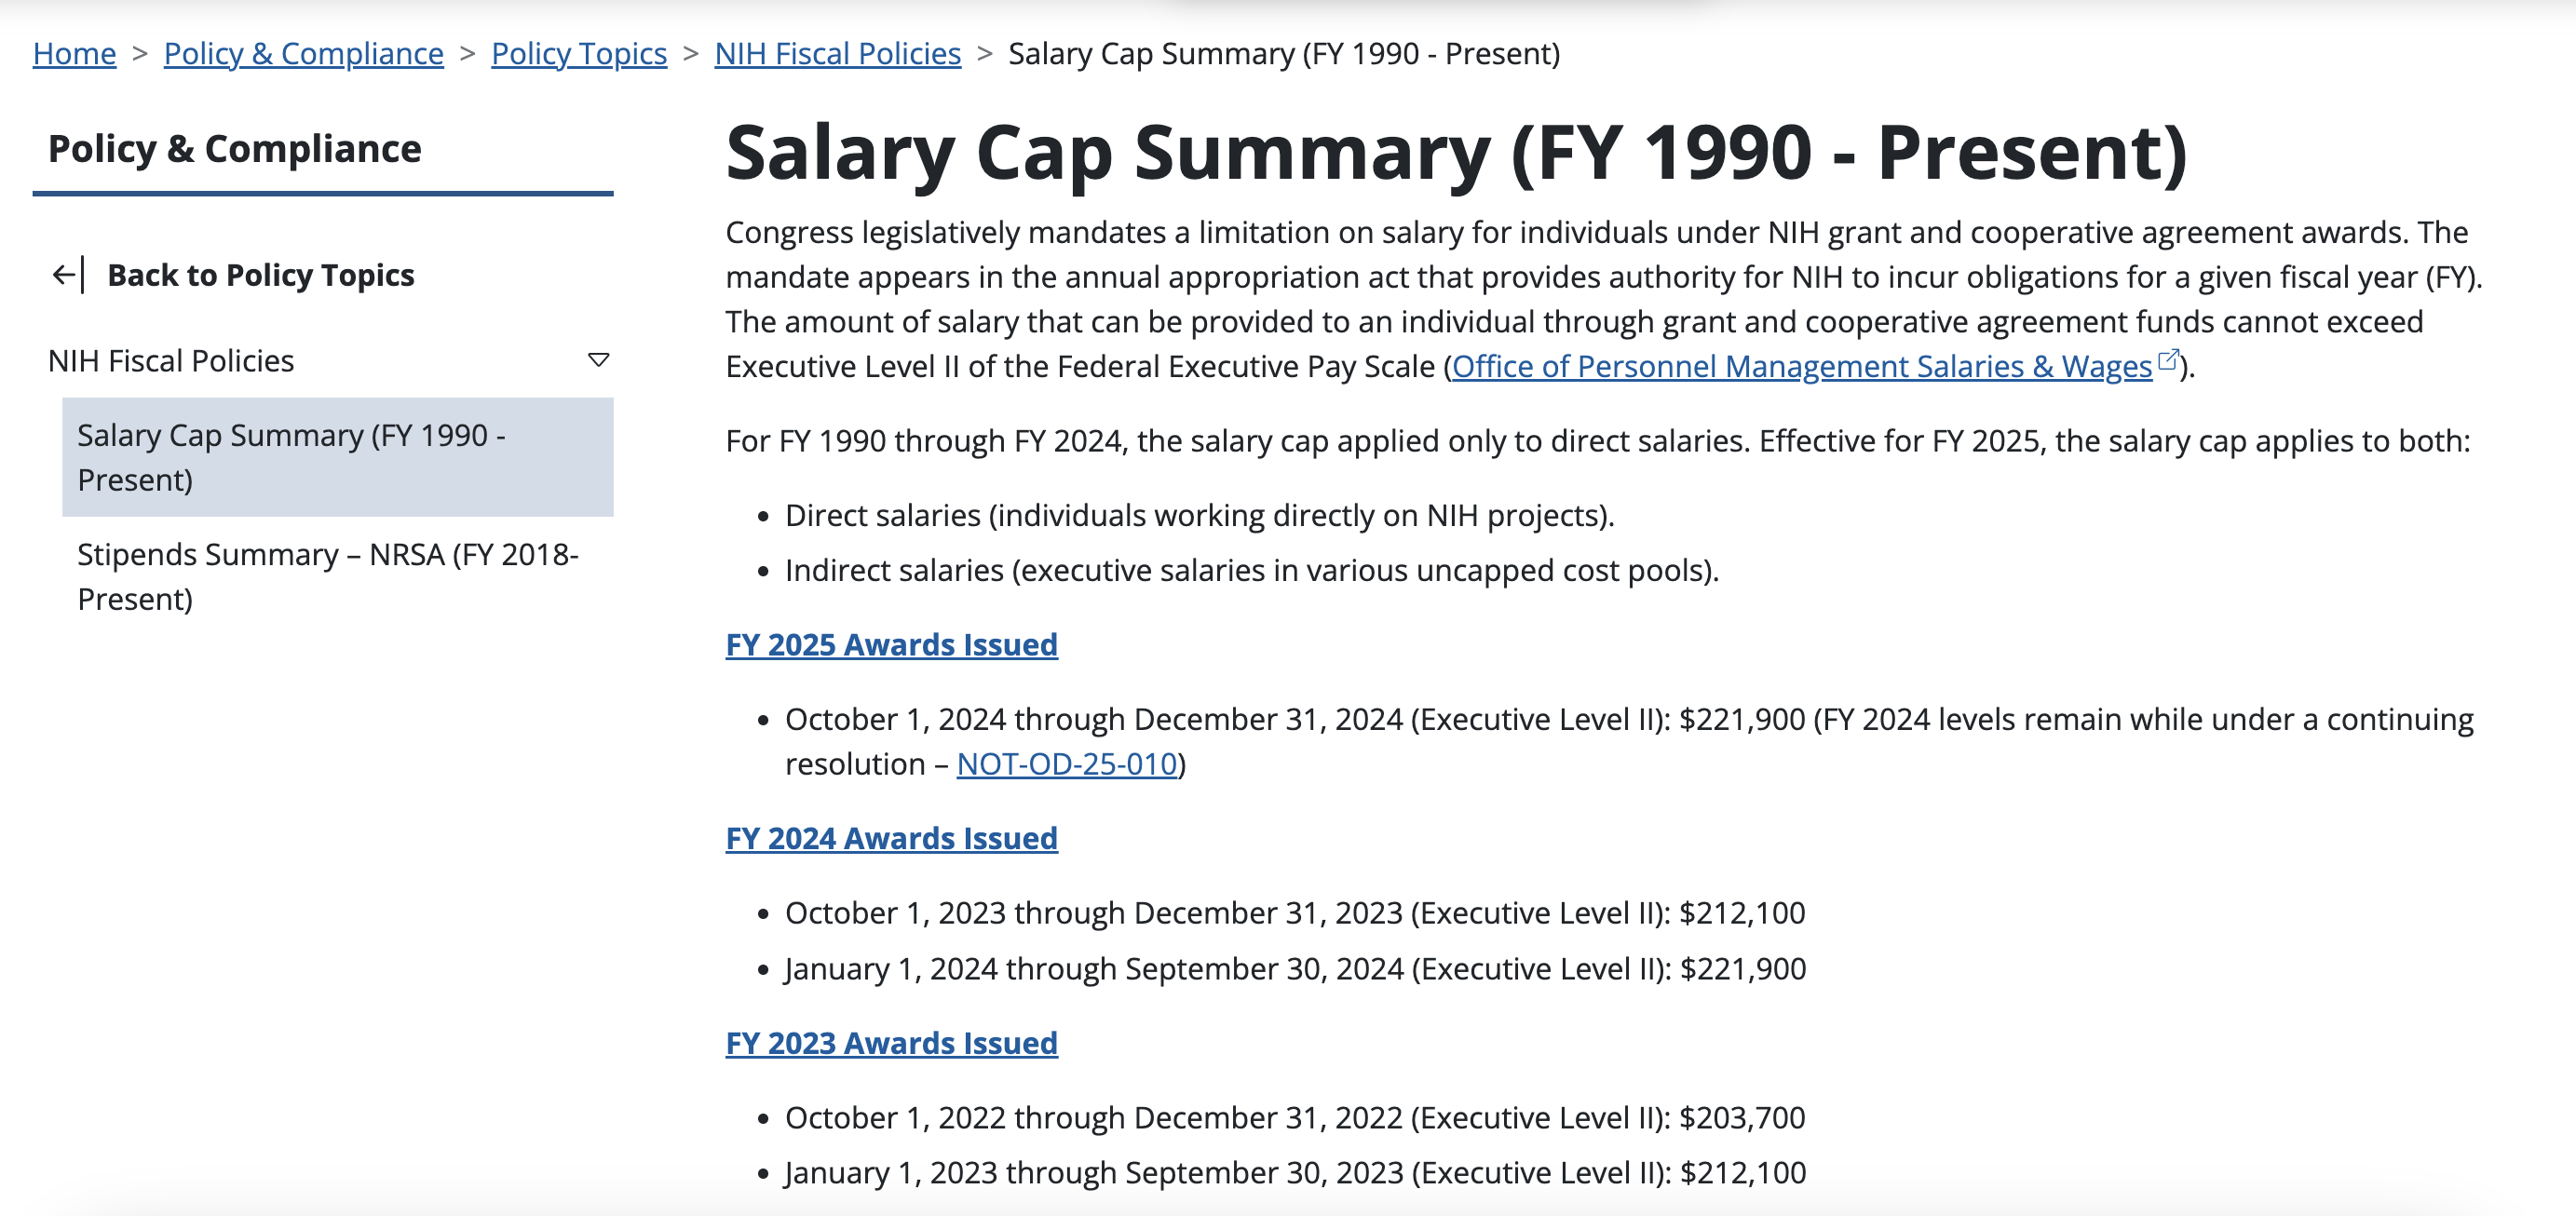 Home > Policy & Compliance > Policy Topics > NIH Fiscal Policies > Salary Cap Summary (FY 1990 - Present)
Policy & Compliance
Back to Policy Topics
NIH Fiscal Policies
Salary Cap Summary (FY 1990 -
Present)
Stipends Summary – NRSA (FY 2018-
Present)
Salary Cap Summary (FY 1990 - Present)
Congress legislatively mandates a limitation on salary for individuals under NIH grant and cooperative agreement awards. The
mandate appears in the annual appropriation act that provides authority for NIH to incur obligations for a given fiscal year (FY).
The amount of salary that can be provided to an individual through grant and cooperative agreement funds cannot exceed
Executive Level II of the Federal Executive Pay Scale (Office of Personnel Management Salaries & Wages).
For FY 1990 through FY 2024, the salary cap applied only to direct salaries. Effective for FY 2025, the salary cap applies to both:
• Direct salaries (individuals working directly on NIH projects).
• Indirect salaries (executive salaries in various uncapped cost pools).
FY 2025 Awards Issued
• October 1, 2024 through December 31, 2024 (Executive Level II): $221,900 (FY 2024 levels remain while under a continuing
resolution – NOT-OD-25-010)
FY 2024 Awards Issued
• October 1, 2023 through December 31, 2023 (Executive Level II): $212,100
• January 1, 2024 through September 30, 2024 (Executive Level II): $221,900
FY 2023 Awards Issued
• October 1, 2022 through December 31, 2022 (Executive Level II): $203,700
• January 1, 2023 through September 30, 2023 (Executive Level II): $212,100